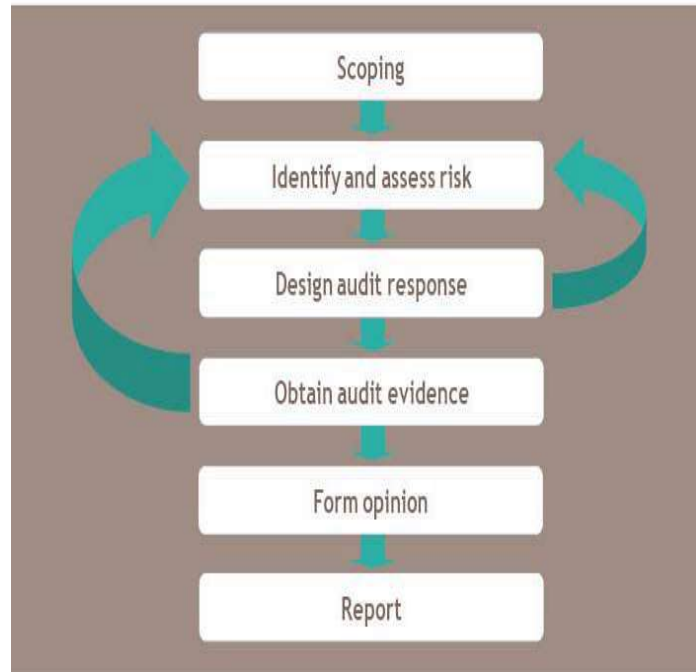 Scoping
Identify and assess risk
Design audit response
Obtain audit evidence
Form opinion
Report